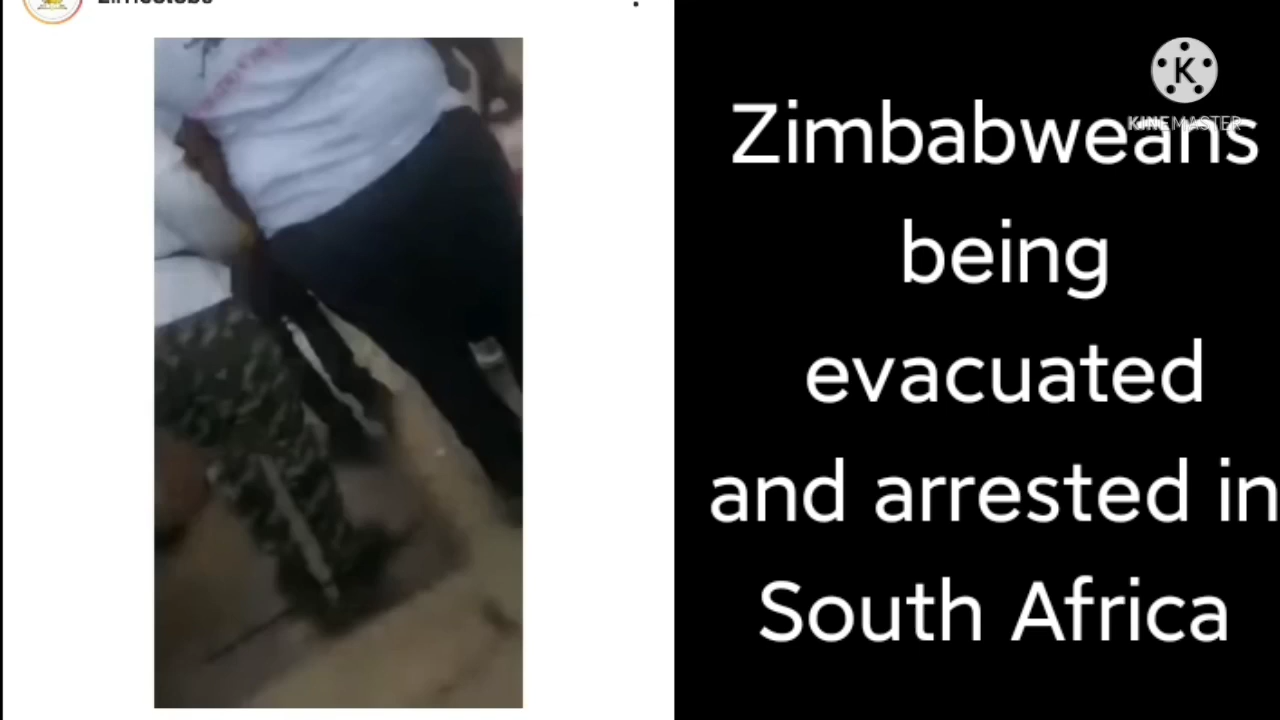 Zimbabweans
being
evacuated
and arrested in
South Africa
KINEMASTER
K